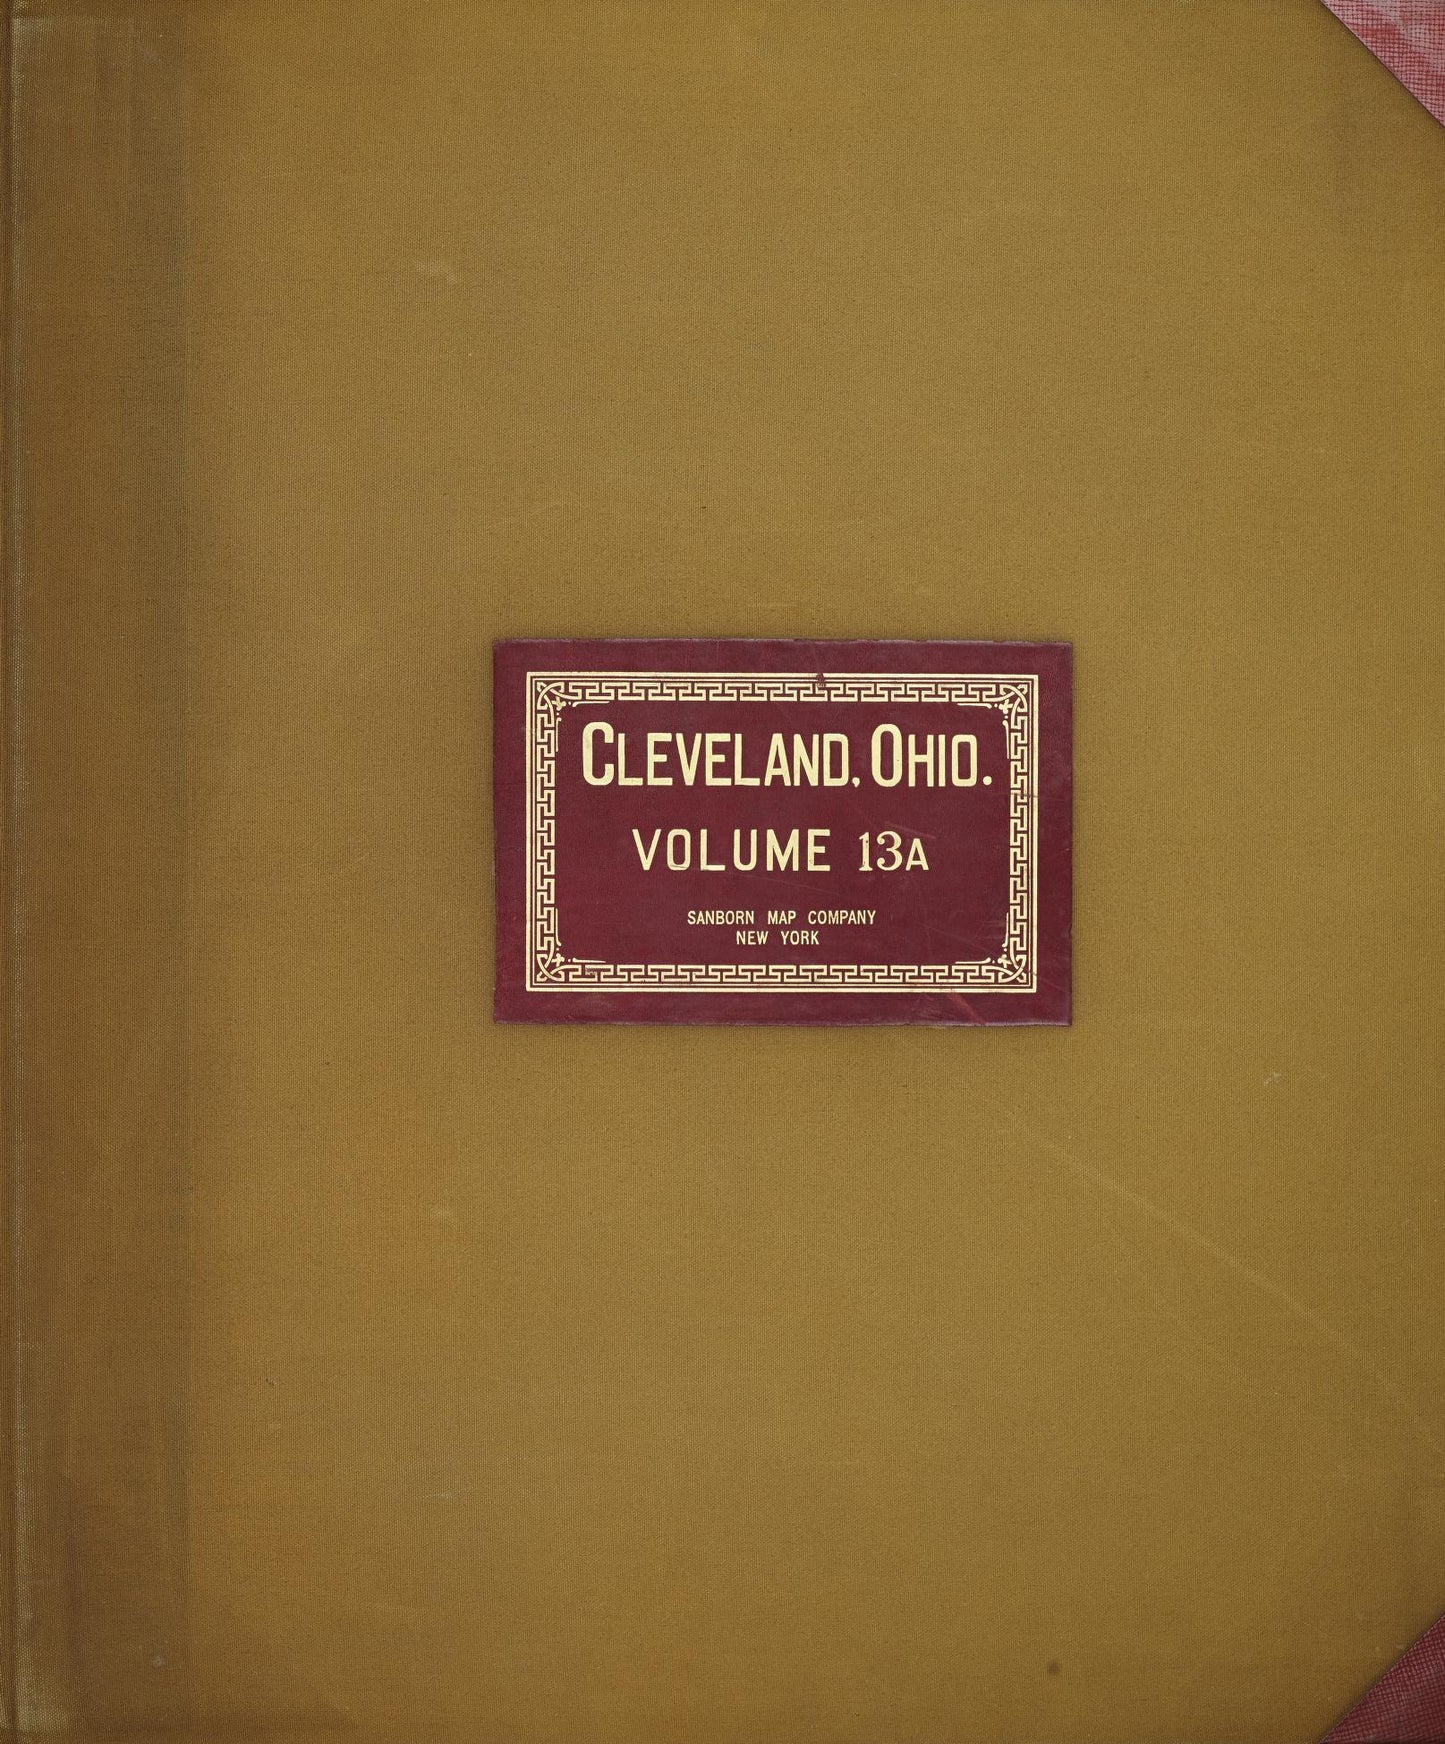 CLEVELAND, OHIO.
VOLUME 13A
SANBORN MAP COMPANY
NEW YORK